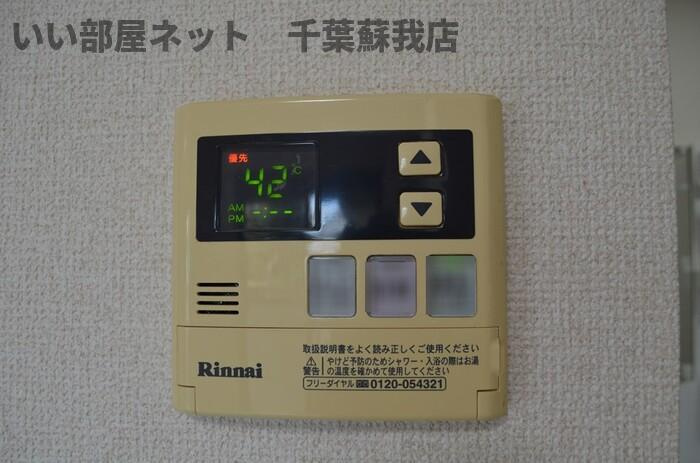 いい部屋ネット　千葉蘇我店
優先
42
℃
AM
PM
-:--
Rinnai
取扱説明書をよく読み正しくご使用ください
警告 やけど予防のためシャワー・入浴の際はお湯
の温度を確かめて使用してください
フリーダイヤル 0120-054321